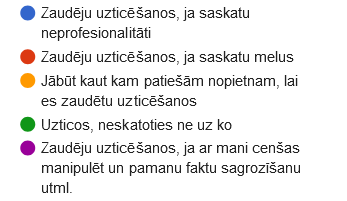 Zaudēju uzticēšanos, ja saskatu
neprofesionalitāti
Zaudēju uzticēšanos, ja saskatu melus
Jābūt kaut kam patiešām nopietnam, lai
es zaudētu uzticēšanos
Uzticos, neskatoties ne uz ko
Zaudēju uzticēšanos, ja ar mani cenšas
manipulēt un pamanu faktu sagrozīšanu
utml.